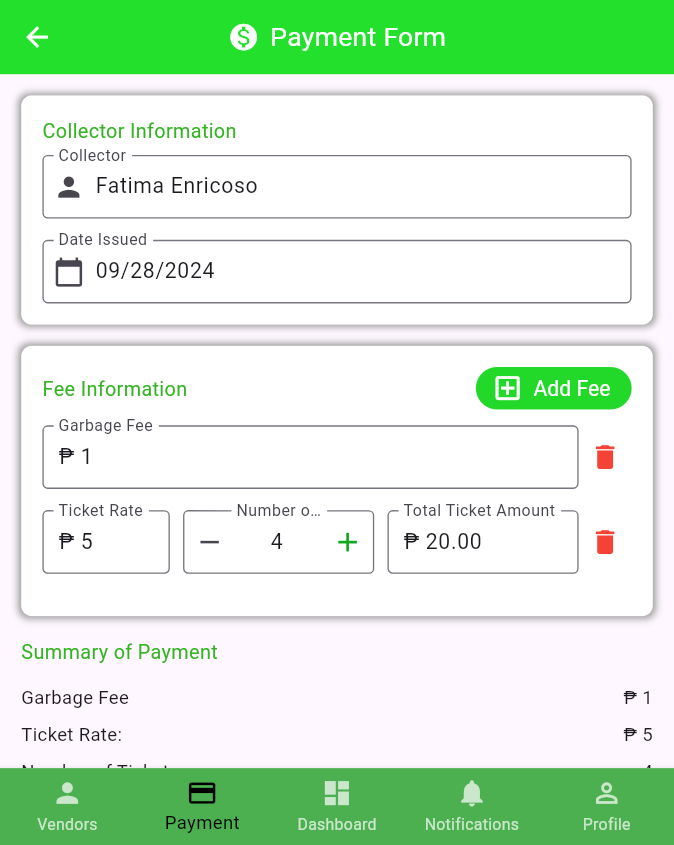 Payment Form
Collector Information
Collector
Fatima Enricoso
Date Issued
09/28/2024
Fee Information
Add Fee
Garbage Fee
₱ 1
Ticket Rate
Number o...
Total Ticket Amount
₱ 5
4
₱ 20.00
Summary of Payment
Garbage Fee ₱ 1
Ticket Rate: ₱ 5
Vendors
Payment
Dashboard
Notifications
Profile